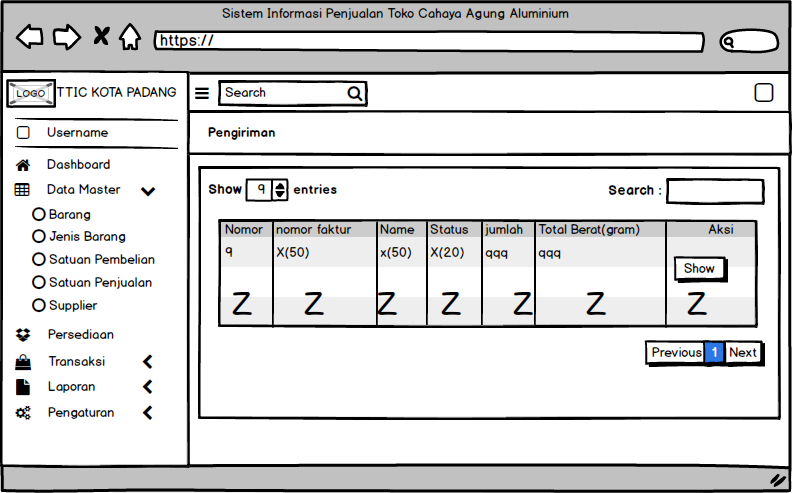 Sistem Informasi Penjualan Toko Cahaya Agung Aluminium
https://
LOGO TTIC KOTA PADANG
Search
Username
Pengiriman
Dashboard
Data Master
Barang
Jenis Barang
Satuan Pembelian
Satuan Penjualan
Supplier
Persediaan
Transaksi
Laporan
Pengaturan
Show 9 entries
Search :
Nomor nomor faktur Name Status jumlah Total Berat(gram) Aksi
9 X(50) x(50) X(20) qqq qqq
Show
Z Z Z Z Z Z Z
Previous 1 Next